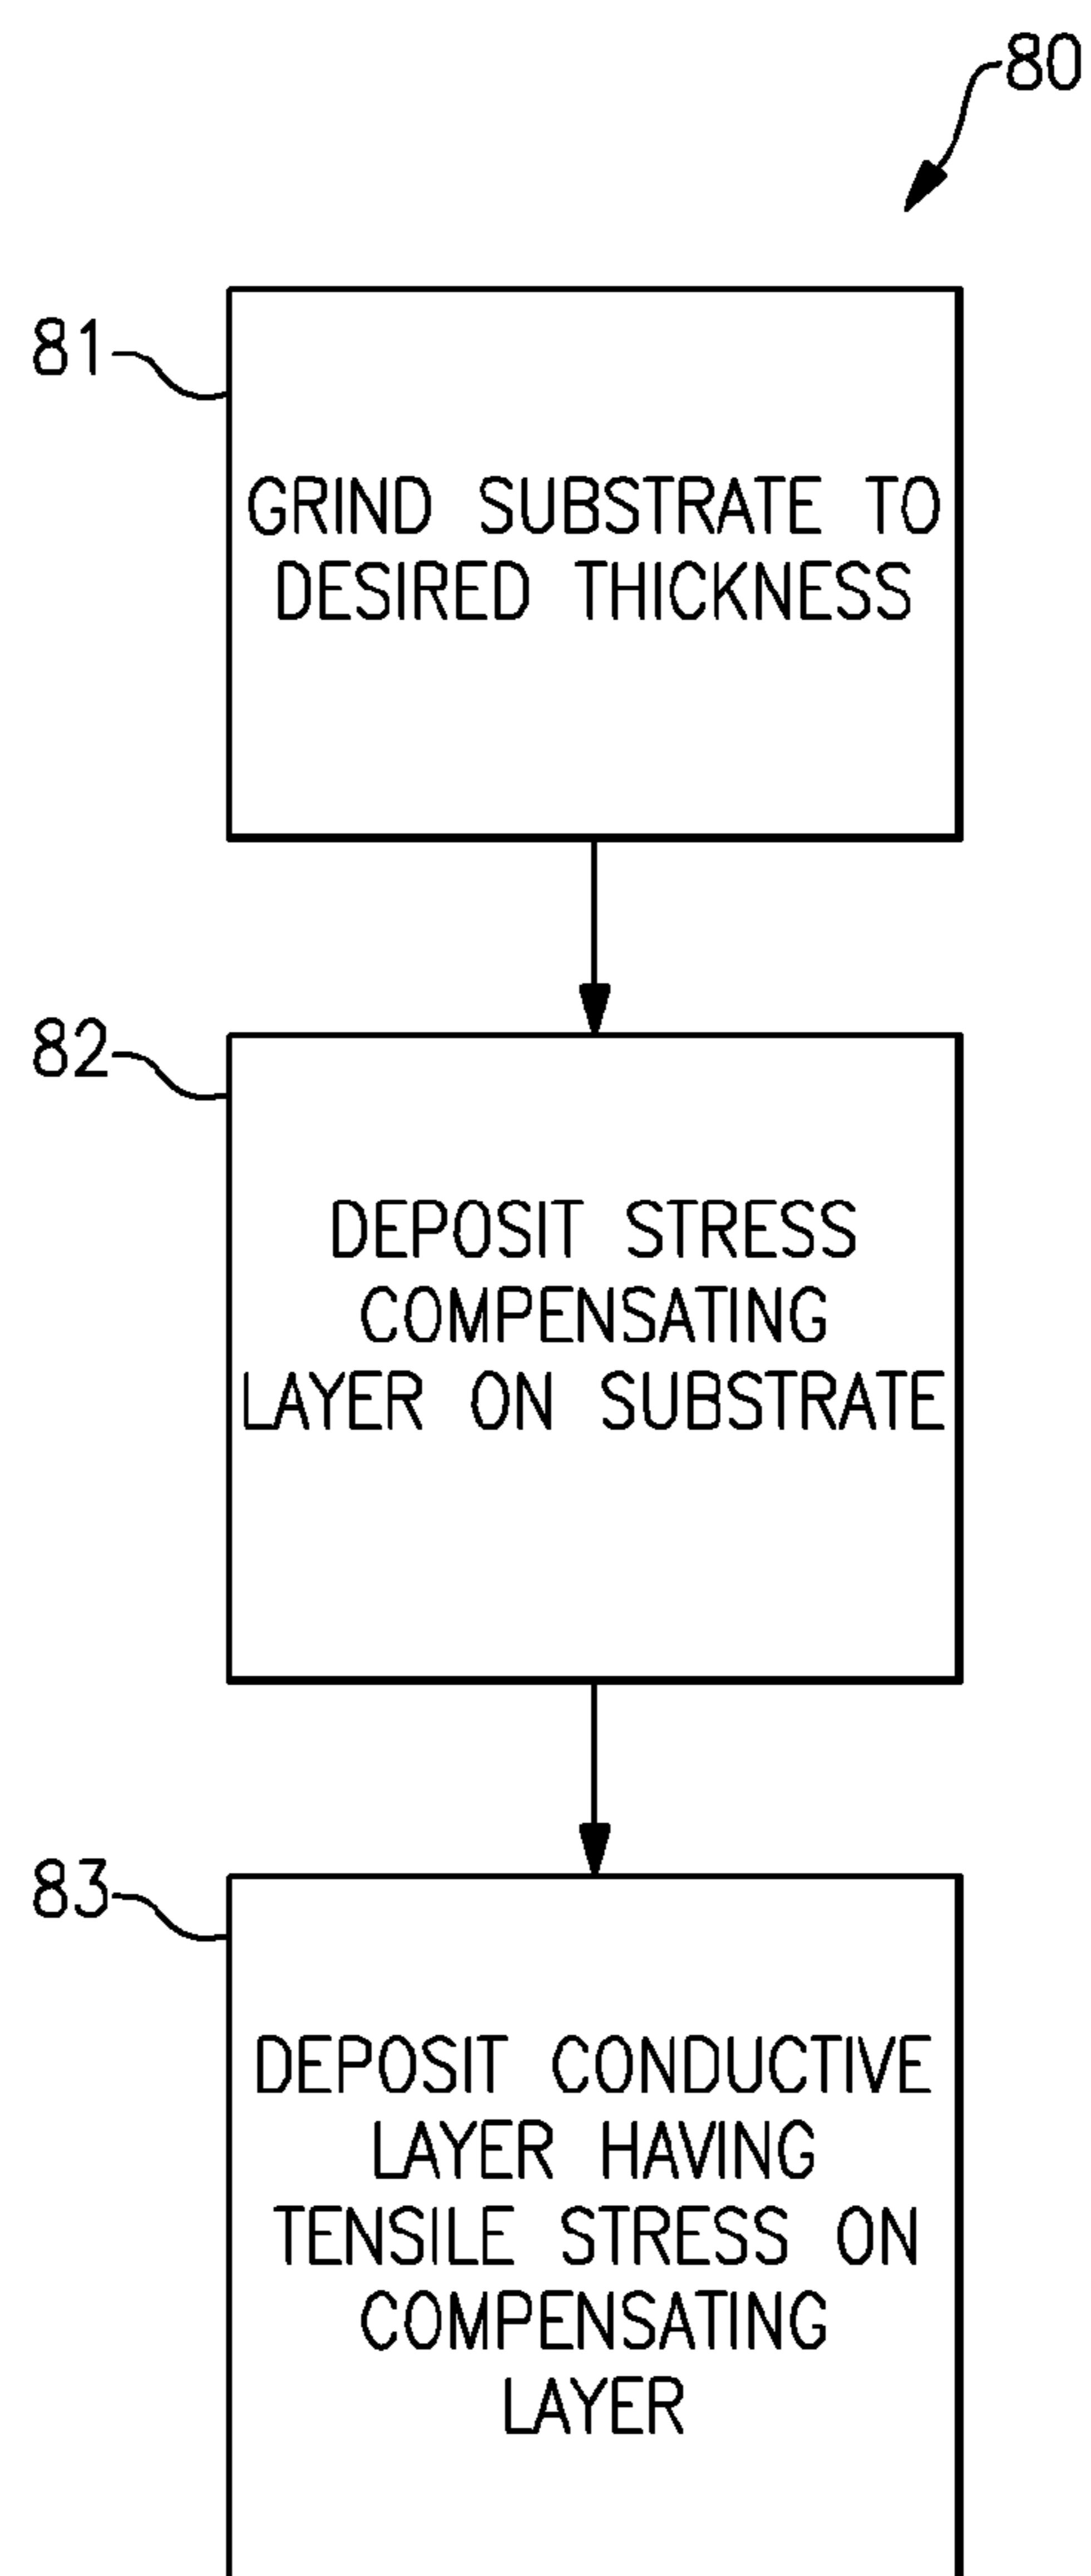 80
81
GRIND SUBSTRATE TO
DESIRED THICKNESS
82
DEPOSIT STRESS
COMPENSATING
LAYER ON SUBSTRATE
83
DEPOSIT CONDUCTIVE
LAYER HAVING
TENSILE STRESS ON
COMPENSATING
LAYER